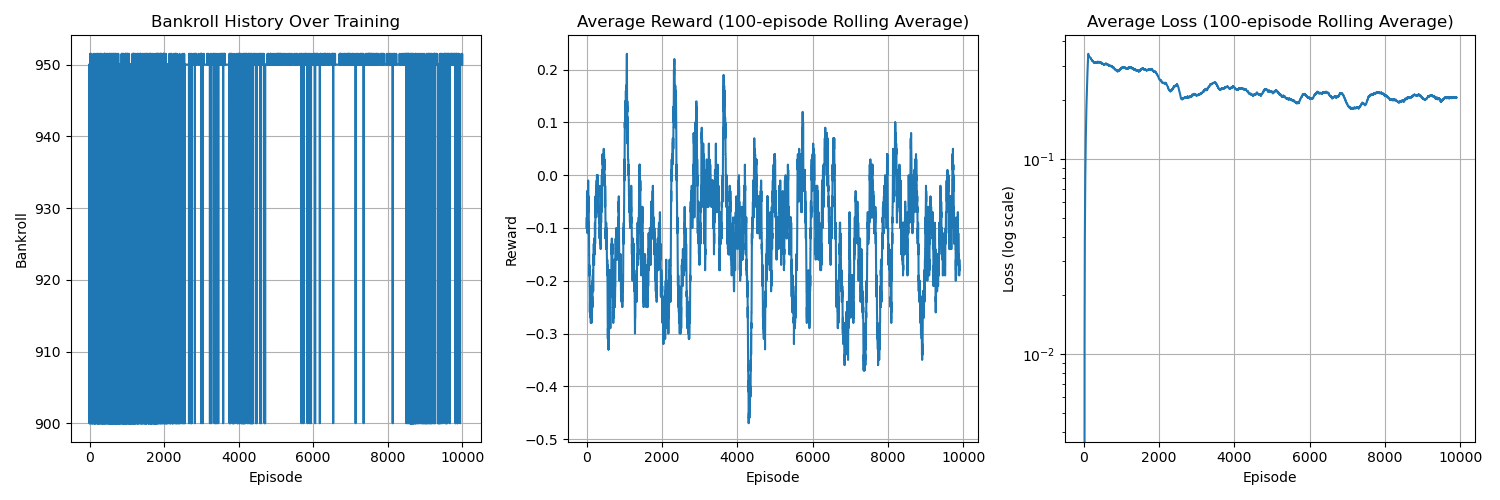 Bankroll History Over Training
Bankroll
950
940
930
920
910
900
0 2000 4000 6000 8000 10000
Episode
Average Reward (100-episode Rolling Average)
Reward
0.2
0.1
0.0
−0.1
−0.2
−0.3
−0.4
−0.5
0 2000 4000 6000 8000 10000
Episode
Average Loss (100-episode Rolling Average)
Loss (log scale)
10⁻¹
10⁻²
0 2000 4000 6000 8000 10000
Episode